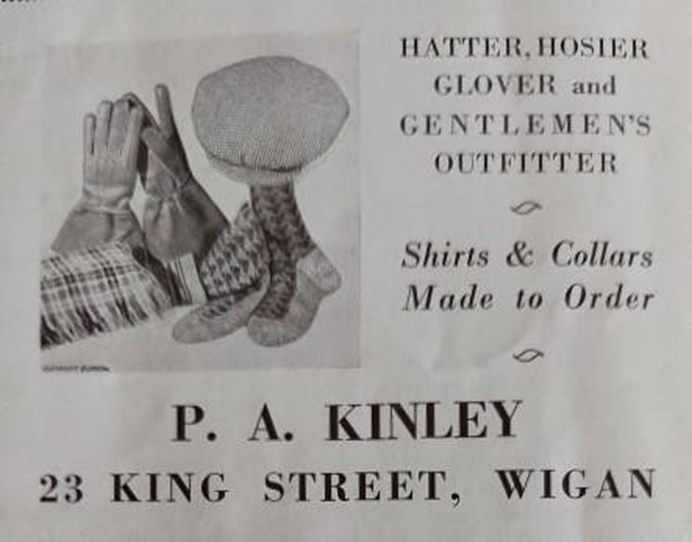 HATTER, HOSIER
GLOVER and
GENTLEMEN'S
OUTFITTER
Shirts & Collars
Made to Order
P. A. KINLEY
23 KING STREET, WIGAN